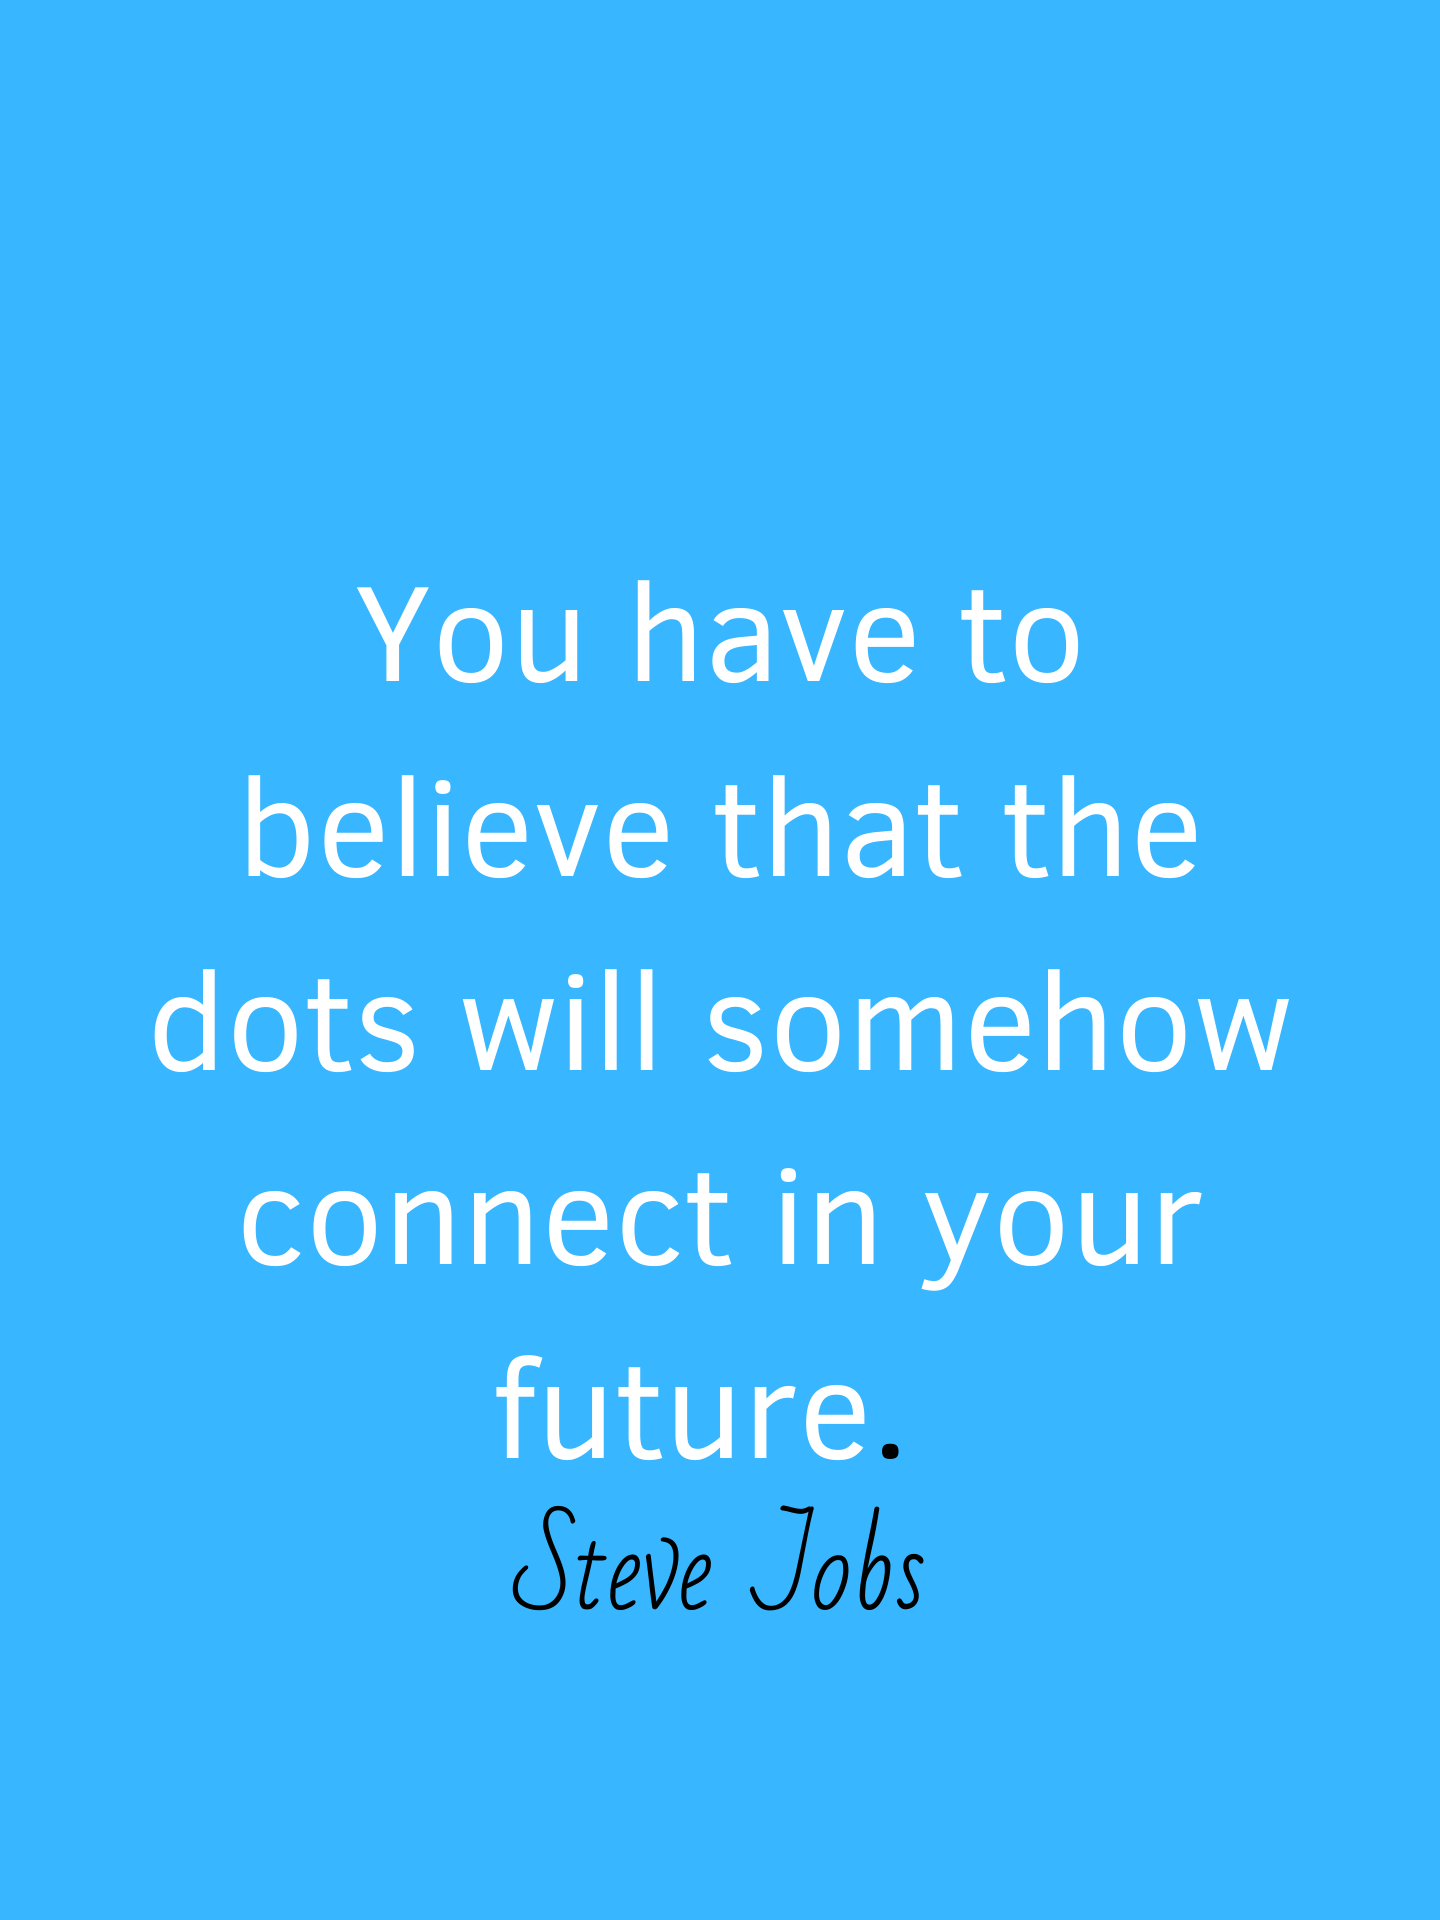 You have to
believe that the
dots will somehow
connect in your
future.
Steve Jobs